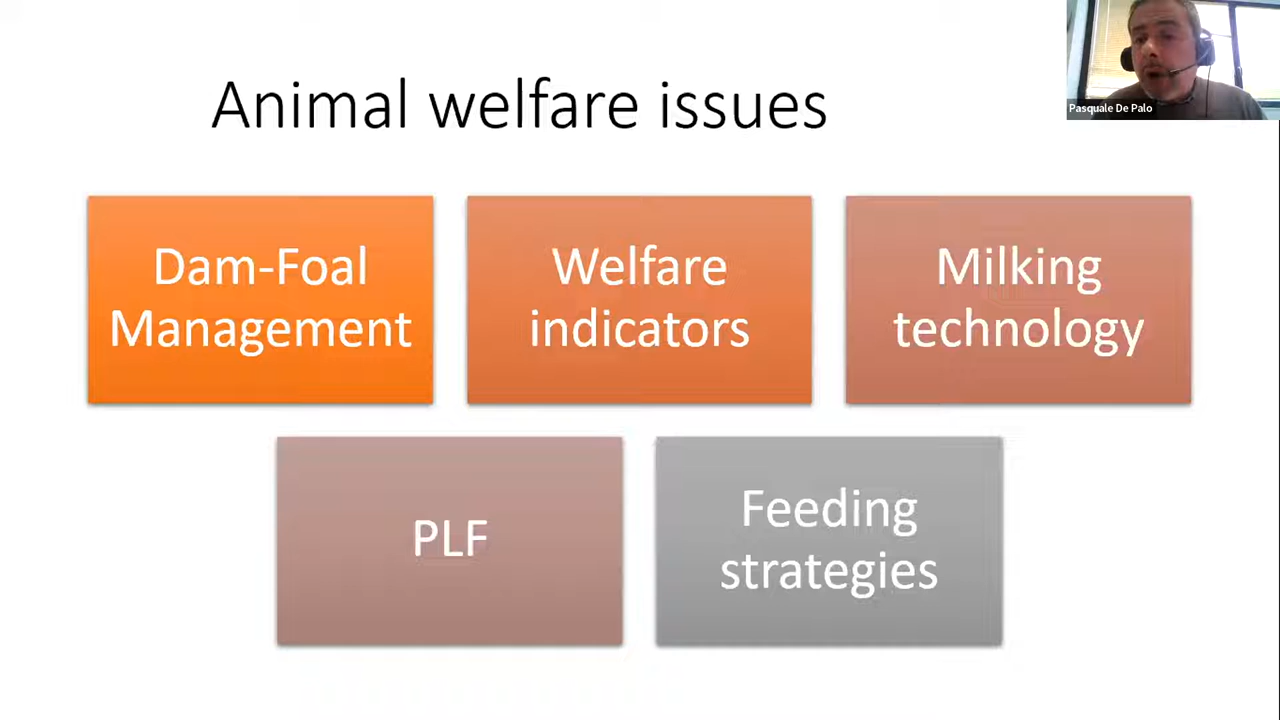 Animal welfare issues
Pasquale De Palo
Dam-Foal
Management
Welfare
indicators
Milking
technology
PLF
Feeding
strategies